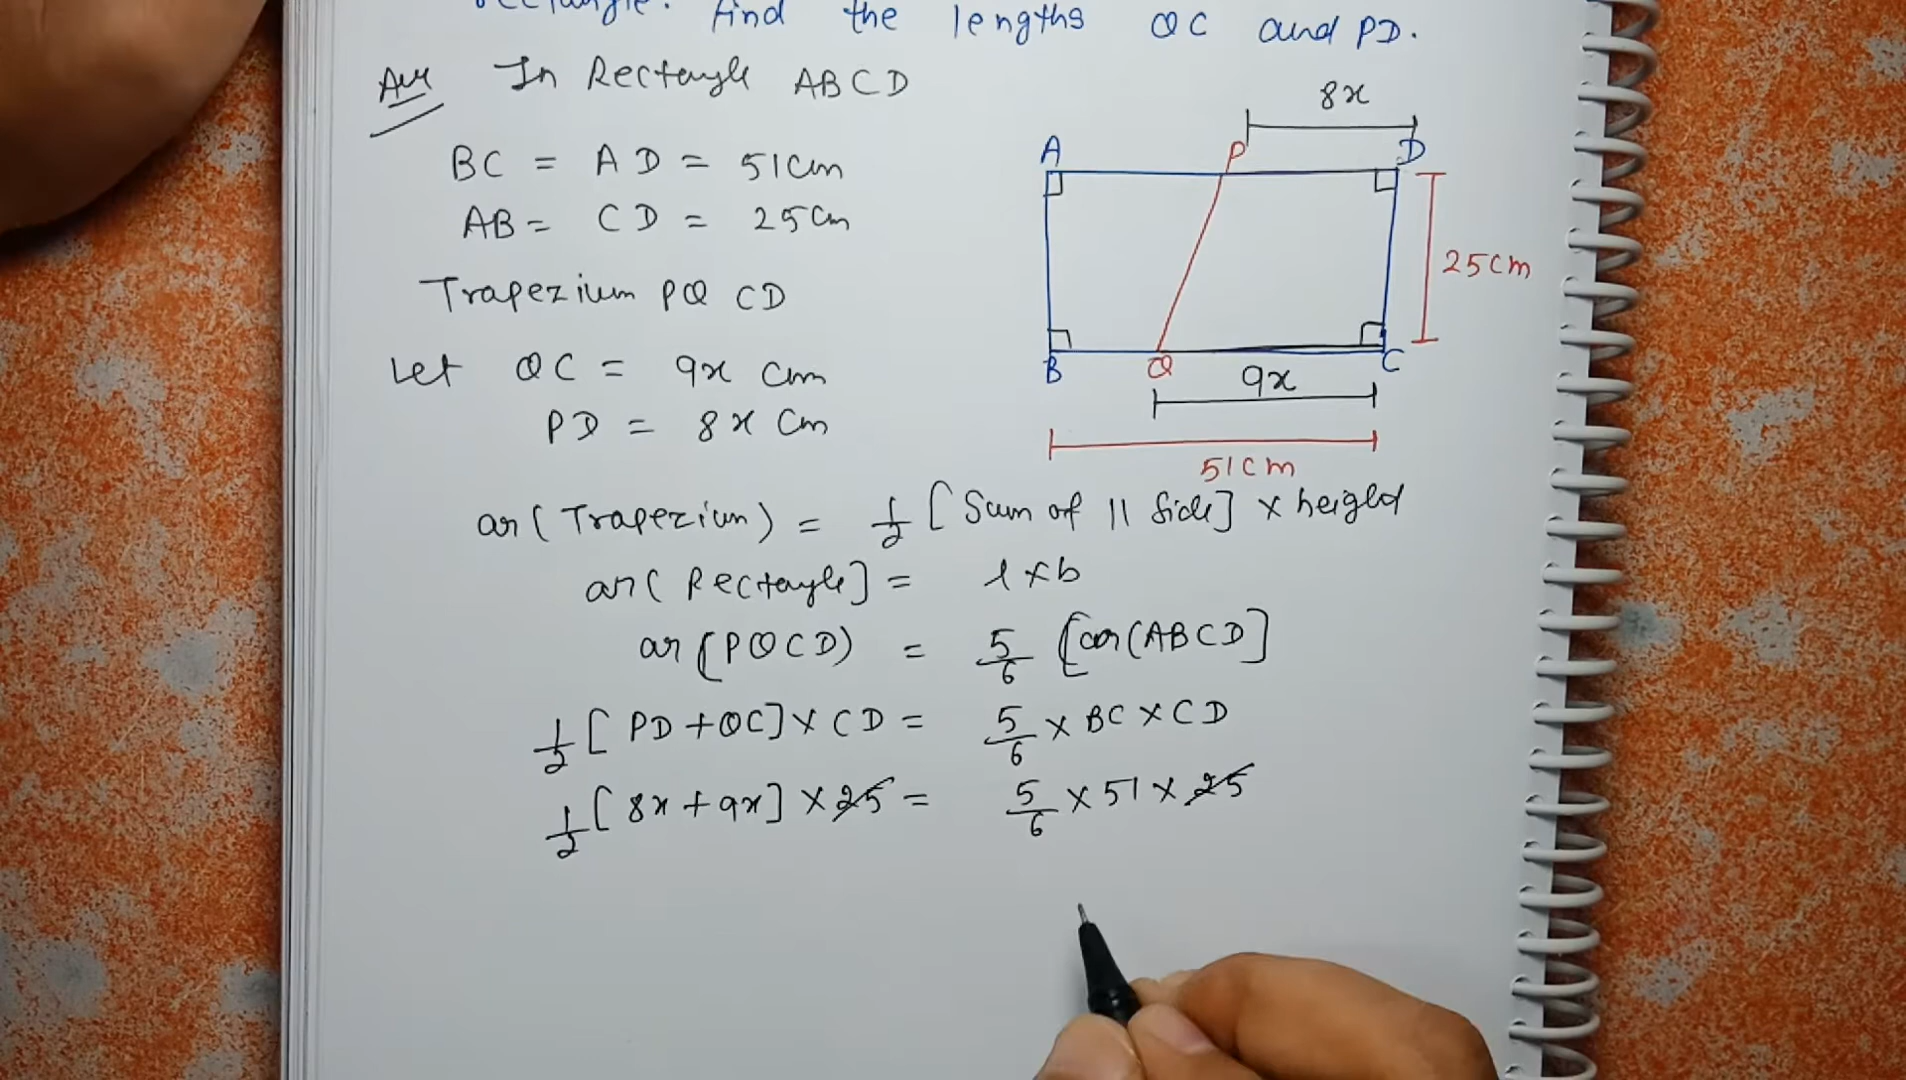 rectangle. Find the lengths QC and PD.
Ans In Rectangle ABCD
BC = AD = 51cm
AB = CD = 25cm
Trapezium PQ CD
Let QC = 9x cm
PD = 8x cm
8x
A P D
25cm
B Q C
9x
51cm
ar(Trapezium) = 1/2 [Sum of || Side] × height
ar(Rectangle] = l×b
ar(PQCD) = 5/6 [ar(ABCD]
1/2 [PD+QC] × CD = 5/6 × BC × CD
1/2 [8x+9x] × 25 = 5/6 × 51 × 25